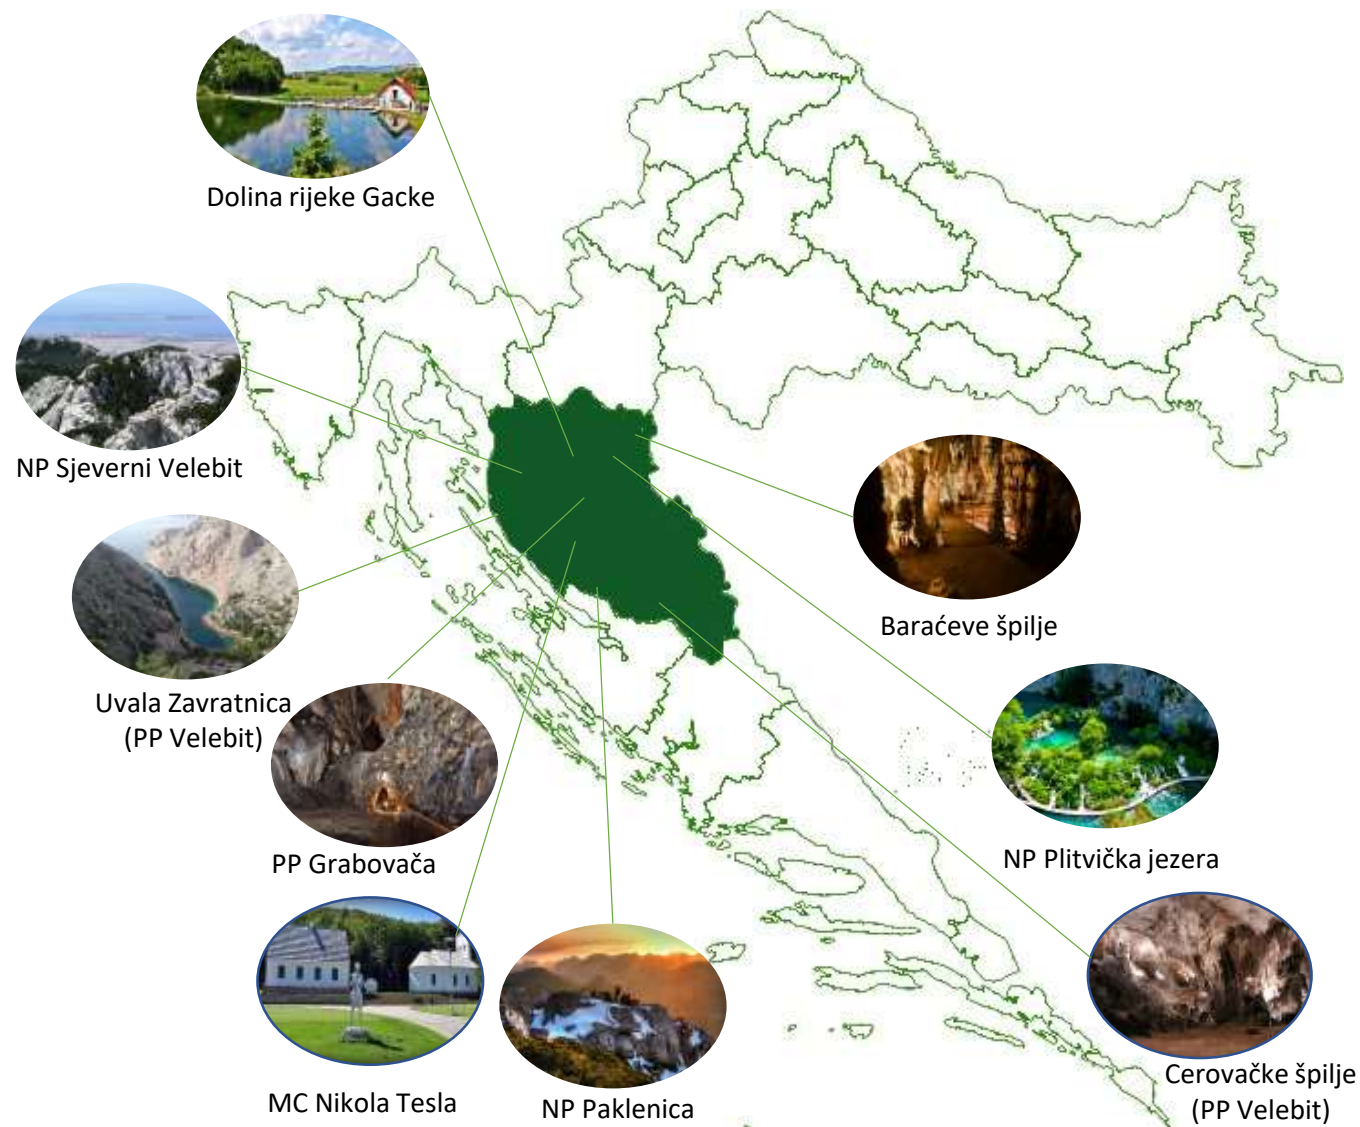 Dolina rijeke Gacke
NP Sjeverni Velebit
Baraćeve špilje
Uvala Zavratnica
(PP Velebit)
PP Grabovača
NP Plitvička jezera
MC Nikola Tesla
NP Paklenica
Cerovačke špilje
(PP Velebit)